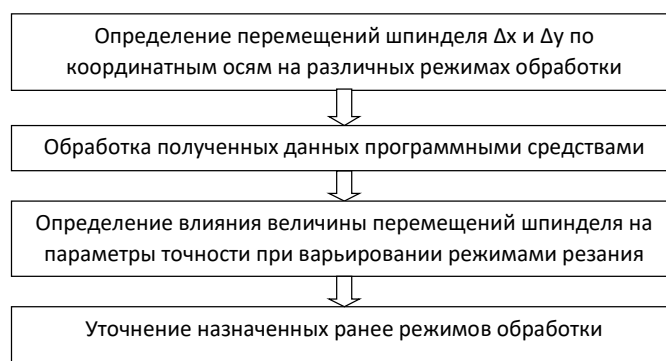 Определение перемещений шпинделя Δx и Δy по
координатным осям на различных режимах обработки
Обработка полученных данных программными средствами
Определение влияния величины перемещений шпинделя на
параметры точности при варьировании режимами резания
Уточнение назначенных ранее режимов обработки